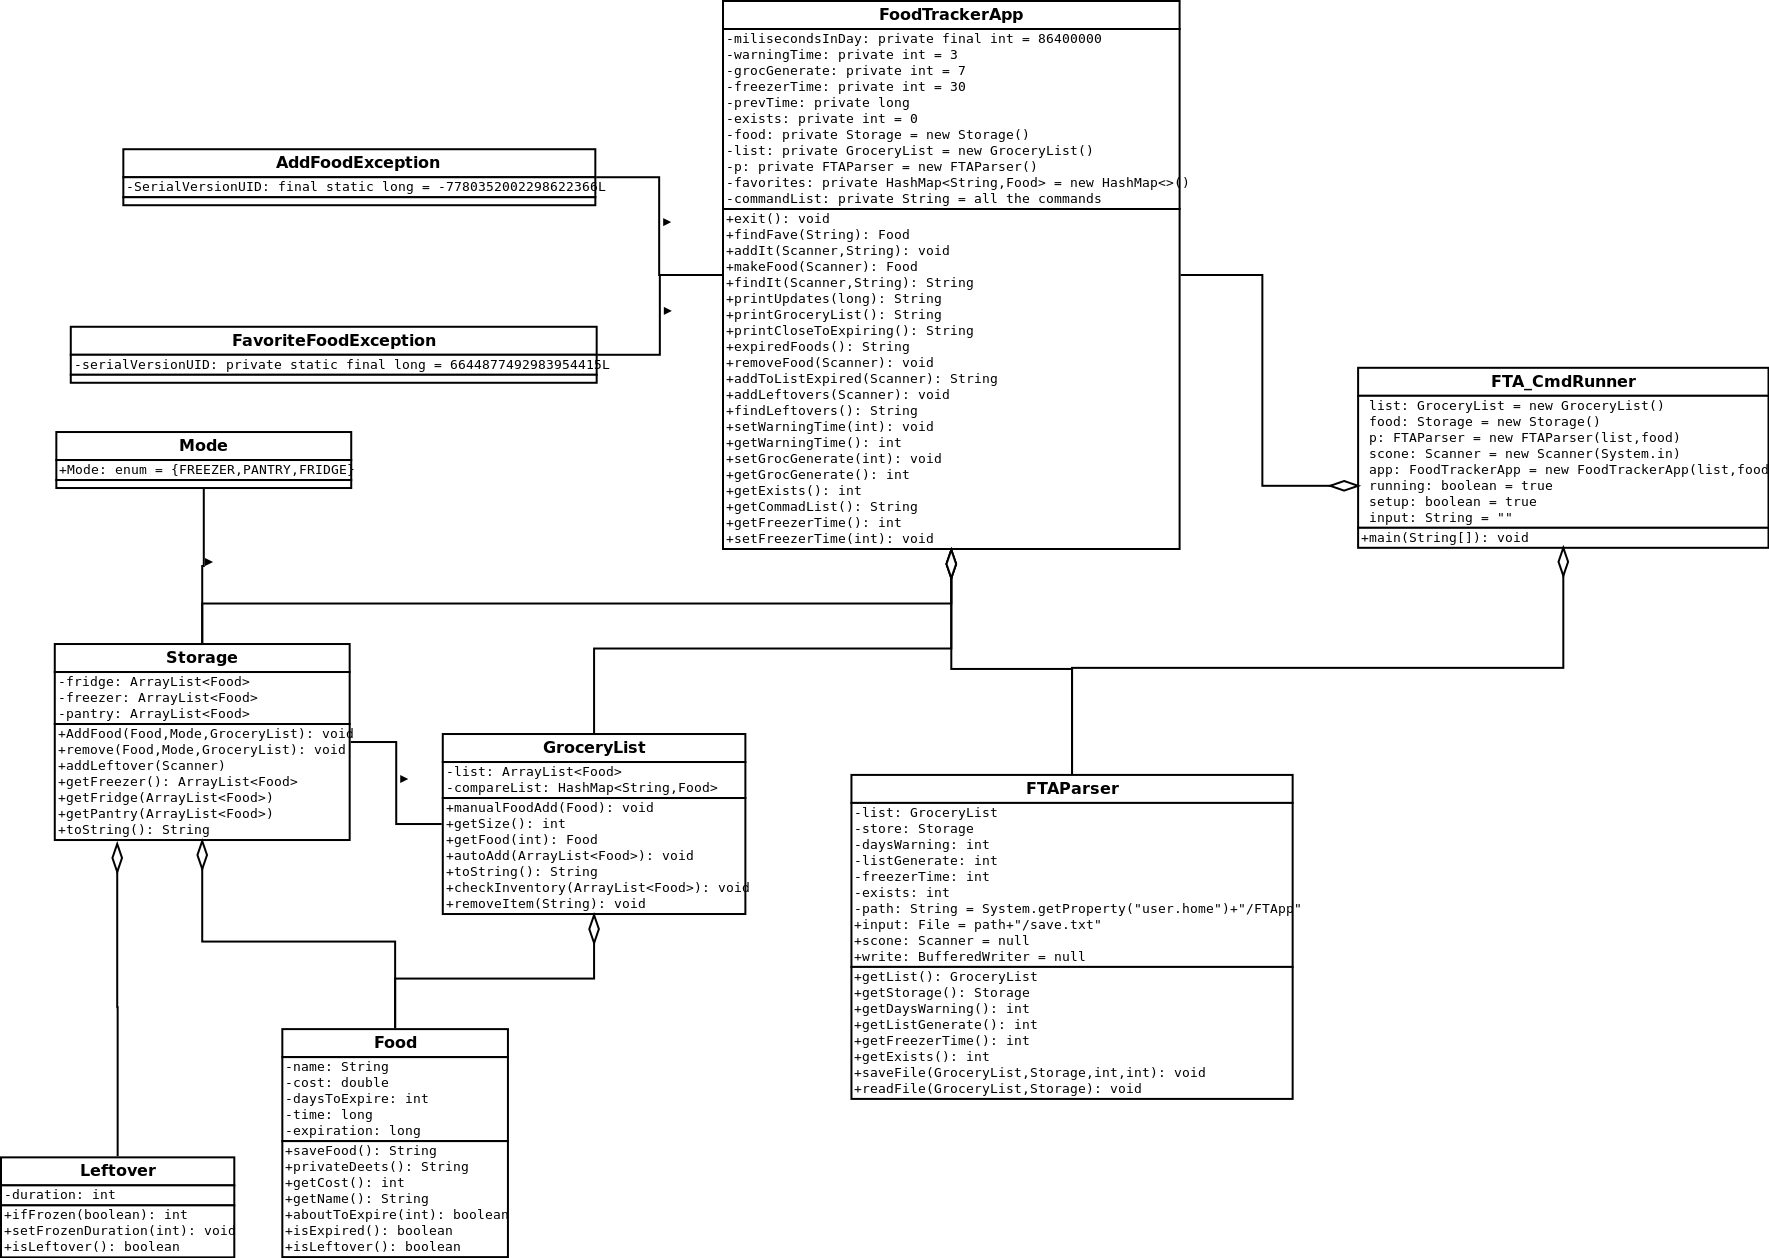 FoodTrackerApp
-milisecondsInDay: private final int = 86400000
-warningTime: private int = 3
-grocGenerate: private int = 7
-freezerTime: private int = 30
-prevTime: private long
-exists: private int = 0
-food: private Storage = new Storage()
-list: private GroceryList = new GroceryList()
-p: private FTAParser = new FTAParser()
-favorites: private HashMap<String,Food> = new HashMap<>()
-commandList: private String = all the commands
+exit(): void
+findFave(String): Food
+addIt(Scanner,String): void
+makeFood(Scanner): Food
+findIt(Scanner,String): String
+printUpdates(long): String
+printGroceryList(): String
+printCloseToExpiring(): String
+expiredFoods(): String
+removeFood(Scanner): void
+addToListExpired(Scanner): String
+addLeftovers(Scanner): void
+findLeftovers(): String
+setWarningTime(int): void
+getWarningTime(): int
+setGrocGenerate(int): void
+getGrocGenerate(): int
+getExists(): int
+getCommadList(): String
+getFreezerTime(): int
+setFreezerTime(int): void
AddFoodException
-SerialVersionUID: final static long = -7780352002298622366L
FavoriteFoodException
-serialVersionUID: private static final long = 6644877492983954415L
Mode
+Mode: enum = {FREEZER,PANTRY,FRIDGE}
FTA_CmdRunner
list: GroceryList = new GroceryList()
food: Storage = new Storage()
p: FTAParser = new FTAParser(list,food)
scone: Scanner = new Scanner(System.in)
app: FoodTrackerApp = new FoodTrackerApp(list,food
running: boolean = true
setup: boolean = true
input: String = ""
+main(String[]): void
Storage
-fridge: ArrayList<Food>
-freezer: ArrayList<Food>
-pantry: ArrayList<Food>
+AddFood(Food,Mode,GroceryList): void
+remove(Food,Mode,GroceryList): void
+addLeftover(Scanner)
+getFreezer(): ArrayList<Food>
+getFridge(ArrayList<Food>)
+getPantry(ArrayList<Food>)
+toString(): String
GroceryList
-list: ArrayList<Food>
-compareList: HashMap<String,Food>
+manualFoodAdd(Food): void
+getSize(): int
+getFood(int): Food
+autoAdd(ArrayList<Food>): void
+toString(): String
+checkInventory(ArrayList<Food>): void
+removeItem(String): void
FTAParser
-list: GroceryList
-store: Storage
-daysWarning: int
-listGenerate: int
-freezerTime: int
-exists: int
-path: String = System.getProperty("user.home")+"/FTApp"
+input: File = path+"/save.txt"
+scone: Scanner = null
+write: BufferedWriter = null
+getList(): GroceryList
+getStorage(): Storage
+getDaysWarning(): int
+getListGenerate(): int
+getFreezerTime(): int
+getExists(): int
+saveFile(GroceryList,Storage,int,int): void
+readFile(GroceryList,Storage): void
Food
-name: String
-cost: double
-daysToExpire: int
-time: long
-expiration: long
+saveFood(): String
+privateDeets(): String
+getCost(): int
+getName(): String
+aboutToExpire(int): boolean
+isExpired(): boolean
+isLeftover(): boolean
Leftover
-duration: int
+ifFrozen(boolean): int
+setFrozenDuration(int): void
+isLeftover(): boolean